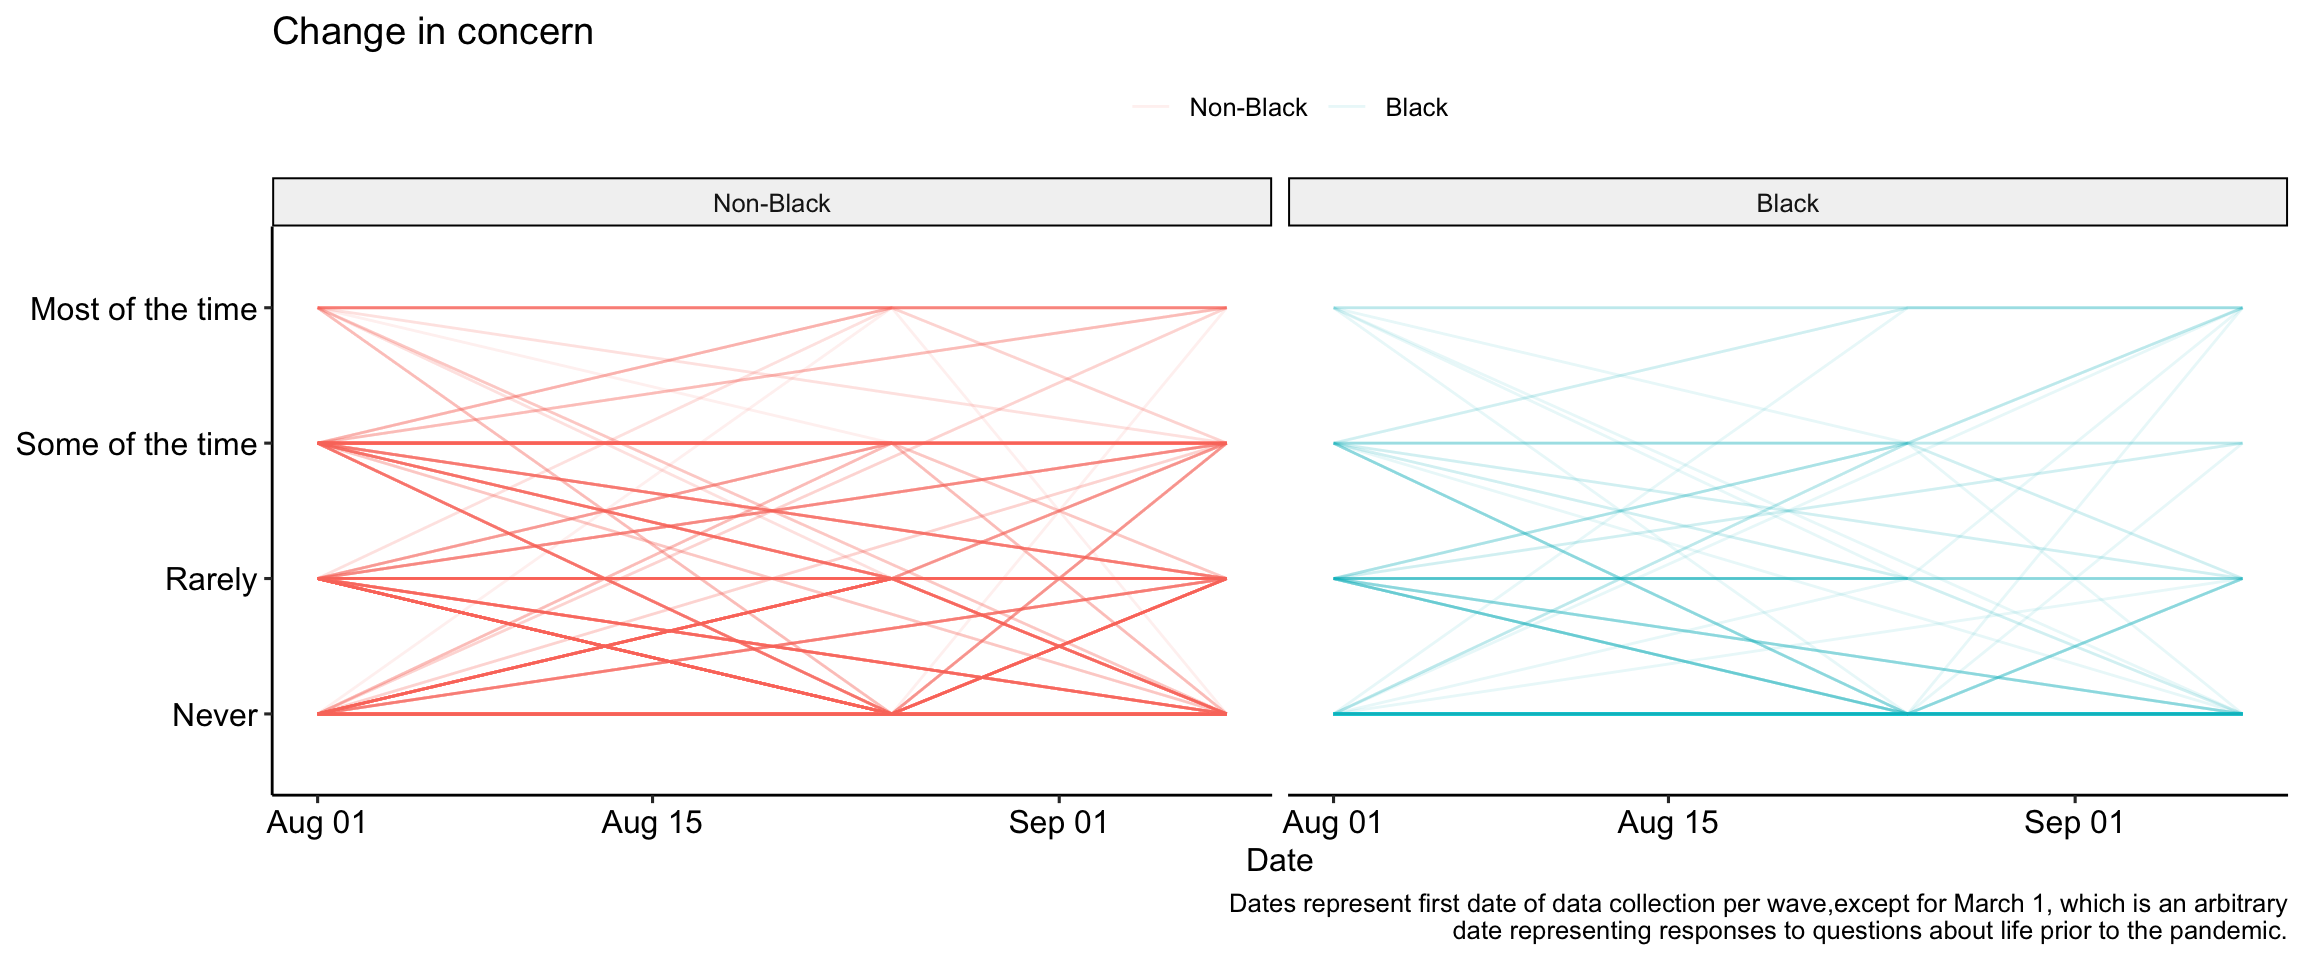 Change in concern
Non-Black Black
Non-Black Black
Most of the time
Some of the time
Rarely
Never
Aug 01 Aug 15 Sep 01 Aug 01 Aug 15 Sep 01
Date
Dates represent first date of data collection per wave,except for March 1, which is an arbitrary
date representing responses to questions about life prior to the pandemic.